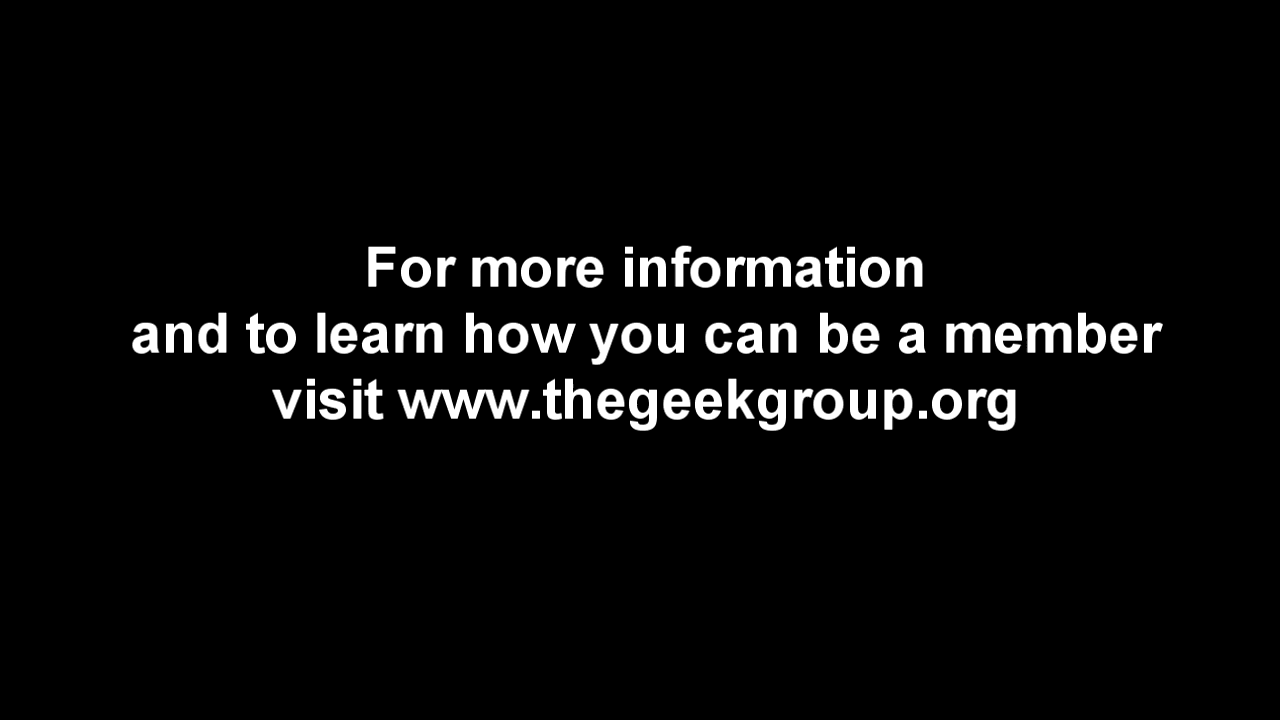 For more information
and to learn how you can be a member
visit www.thegeekgroup.org